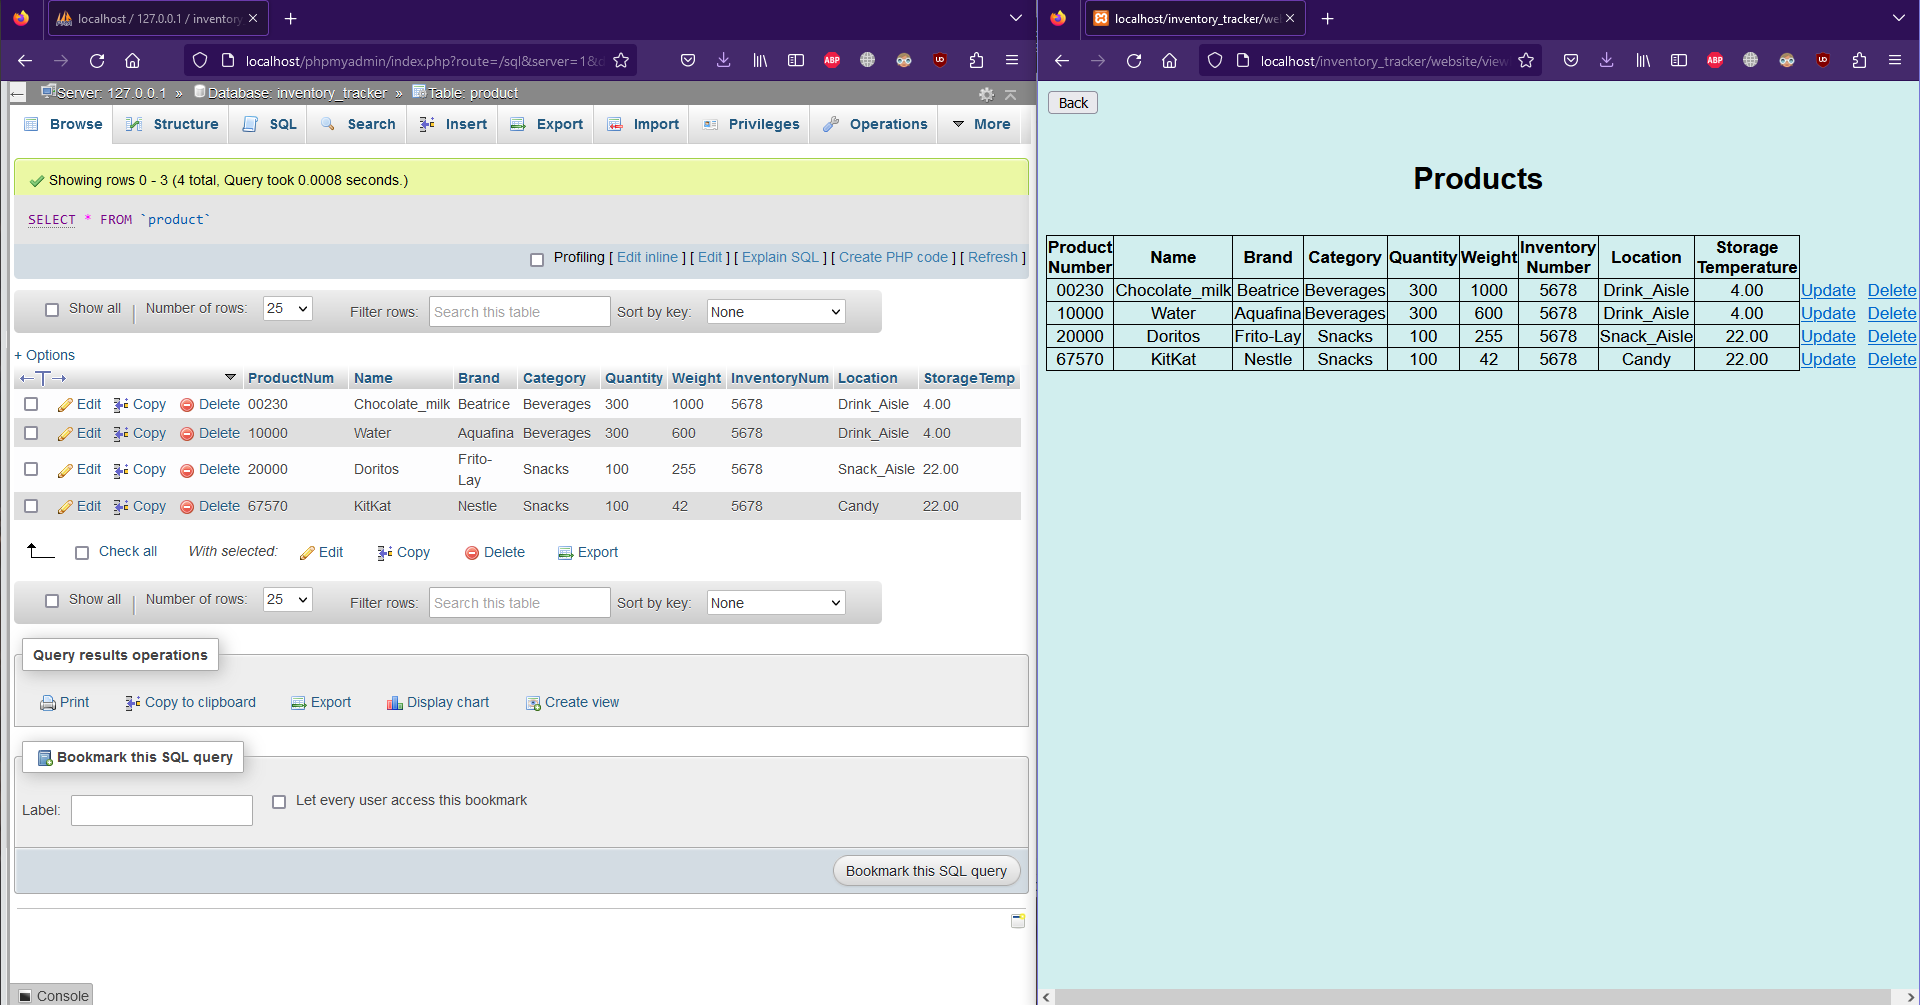 localhost / 127.0.0.1 / inventory
localhost/phpmyadmin/index.php?route=/sql&server=1&d
ABP
Server: 127.0.0.1 » Database: inventory_tracker » Table: product
Browse Structure SQL Search Insert Export Import Privileges Operations More
Showing rows 0 - 3 (4 total, Query took 0.0008 seconds.)
SELECT * FROM `product`
Profiling [ Edit inline ] [ Edit ] [ Explain SQL ] [ Create PHP code ] [ Refresh ]
Show all Number of rows: 25 Filter rows: Search this table Sort by key: None
+ Options
ProductNum Name Brand Category Quantity Weight InventoryNum Location StorageTemp
Edit Copy Delete 00230 Chocolate_milk Beatrice Beverages 300 1000 5678 Drink_Aisle 4.00
Edit Copy Delete 10000 Water Aquafina Beverages 300 600 5678 Drink_Aisle 4.00
Edit Copy Delete 20000 Doritos Frito-
Lay Snacks 100 255 5678 Snack_Aisle 22.00
Edit Copy Delete 67570 KitKat Nestle Snacks 100 42 5678 Candy 22.00
Check all With selected: Edit Copy Delete Export
Show all Number of rows: 25 Filter rows: Search this table Sort by key: None
Query results operations
Print Copy to clipboard Export Display chart Create view
Bookmark this SQL query
Label: Let every user access this bookmark
Bookmark this SQL query
Console
localhost/inventory_tracker/we
localhost/inventory_tracker/website/view
ABP
Back
Products
Product
Number Name Brand Category Quantity Weight Inventory
Number Location Storage
Temperature
00230 Chocolate_milk Beatrice Beverages 300 1000 5678 Drink_Aisle 4.00 Update Delete
10000 Water Aquafina Beverages 300 600 5678 Drink_Aisle 4.00 Update Delete
20000 Doritos Frito-Lay Snacks 100 255 5678 Snack_Aisle 22.00 Update Delete
67570 KitKat Nestle Snacks 100 42 5678 Candy 22.00 Update Delete